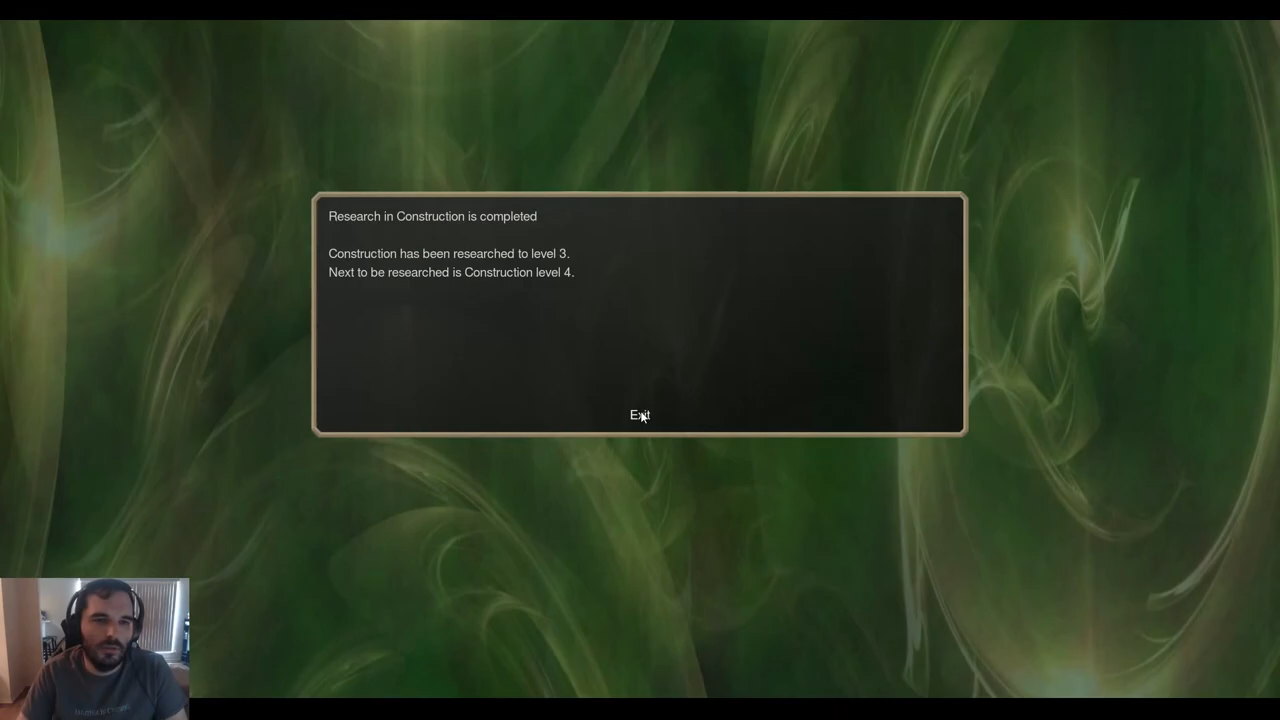 Research in Construction is completed
Construction has been researched to level 3.
Next to be researched is Construction level 4.
Exit